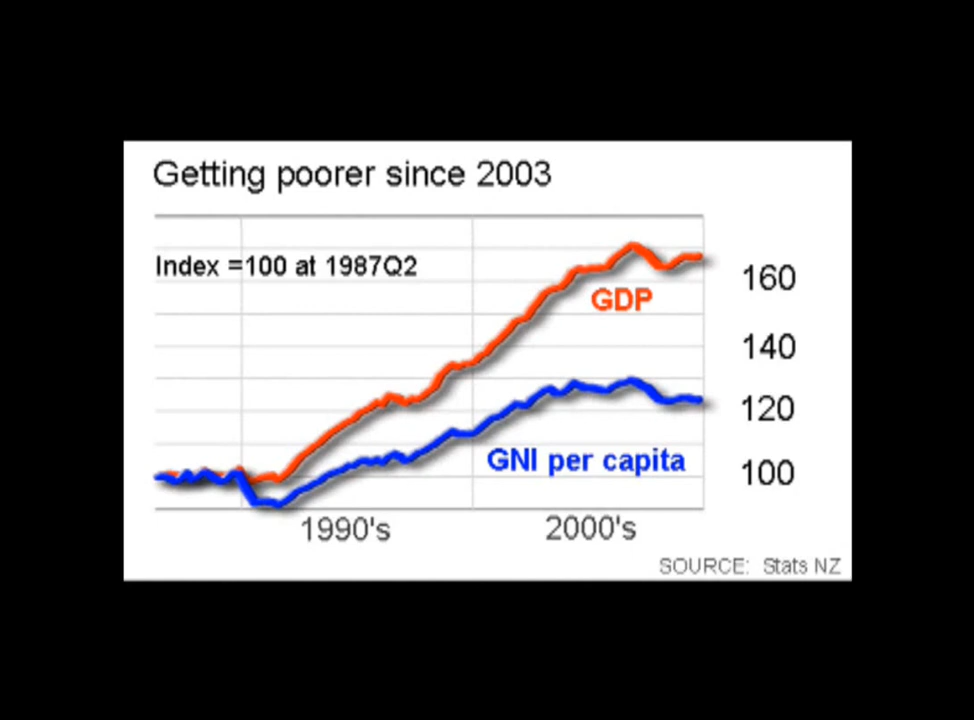 Getting poorer since 2003
Index =100 at 1987Q2
GDP
GNI per capita
160
140
120
100
1990's 2000's
SOURCE: Stats NZ